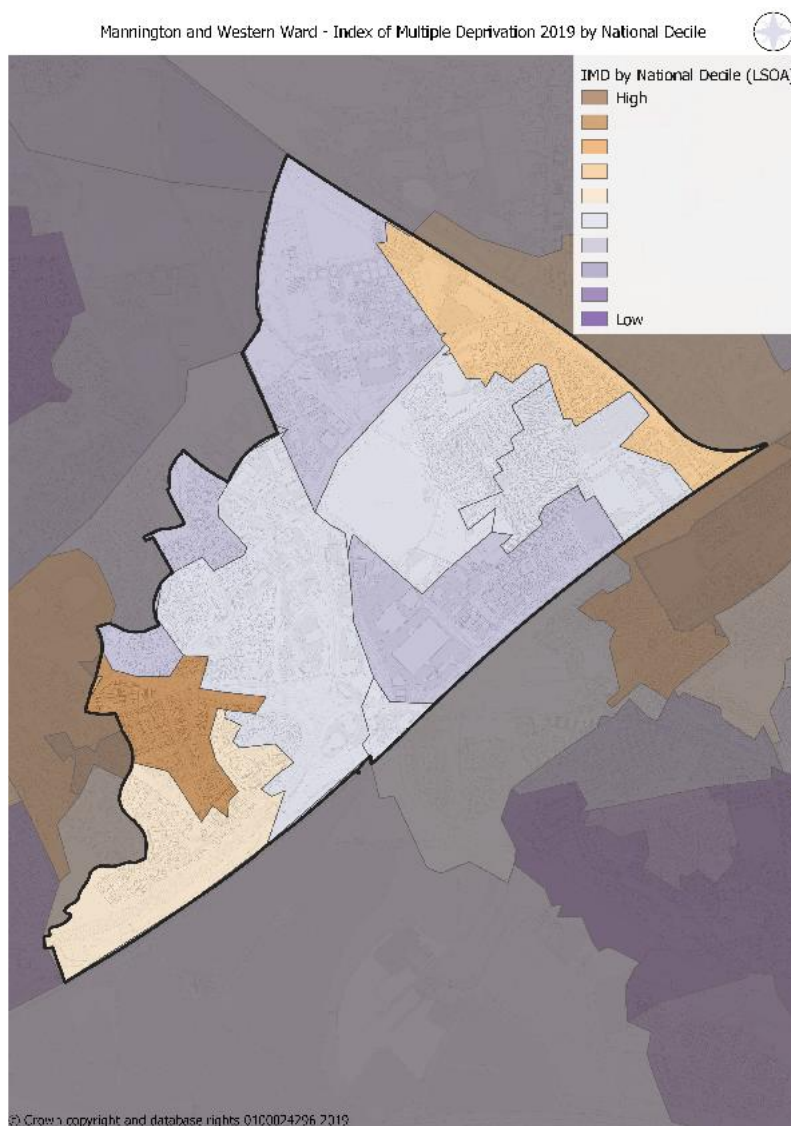 Mannington and Western Ward - Index of Multiple Deprivation 2019 by National Decile
IMD by National Decile (LSOA)
High
Low
© Crown copyright and database rights 0100024296 2019